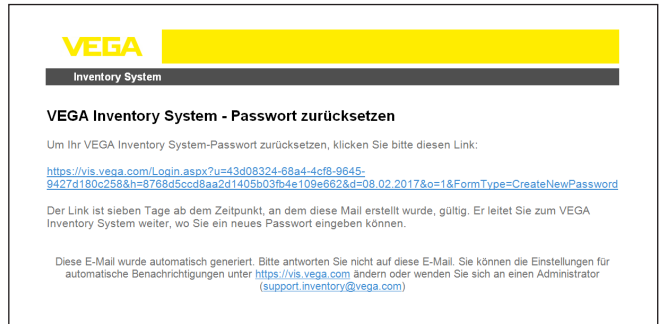 VEGA
Inventory System
VEGA Inventory System - Passwort zurücksetzen
Um Ihr VEGA Inventory System-Passwort zurücksetzen, klicken Sie bitte diesen Link:
https://vis.vega.com/Login.aspx?u=43d08324-68a4-4cf8-9645-
9427d180c258&h=8768d5ccd8aa2d1405b03fb4e109e662&d=08.02.2017&o=1&FormType=CreateNewPassword
Der Link ist sieben Tage ab dem Zeitpunkt, an dem diese Mail erstellt wurde, gültig. Er leitet Sie zum VEGA
Inventory System weiter, wo Sie ein neues Passwort eingeben können.
Diese E-Mail wurde automatisch generiert. Bitte antworten Sie nicht auf diese E-Mail. Sie können die Einstellungen für
automatische Benachrichtigungen unter https://vis.vega.com ändern oder wenden Sie sich an einen Administrator
(support.inventory@vega.com)